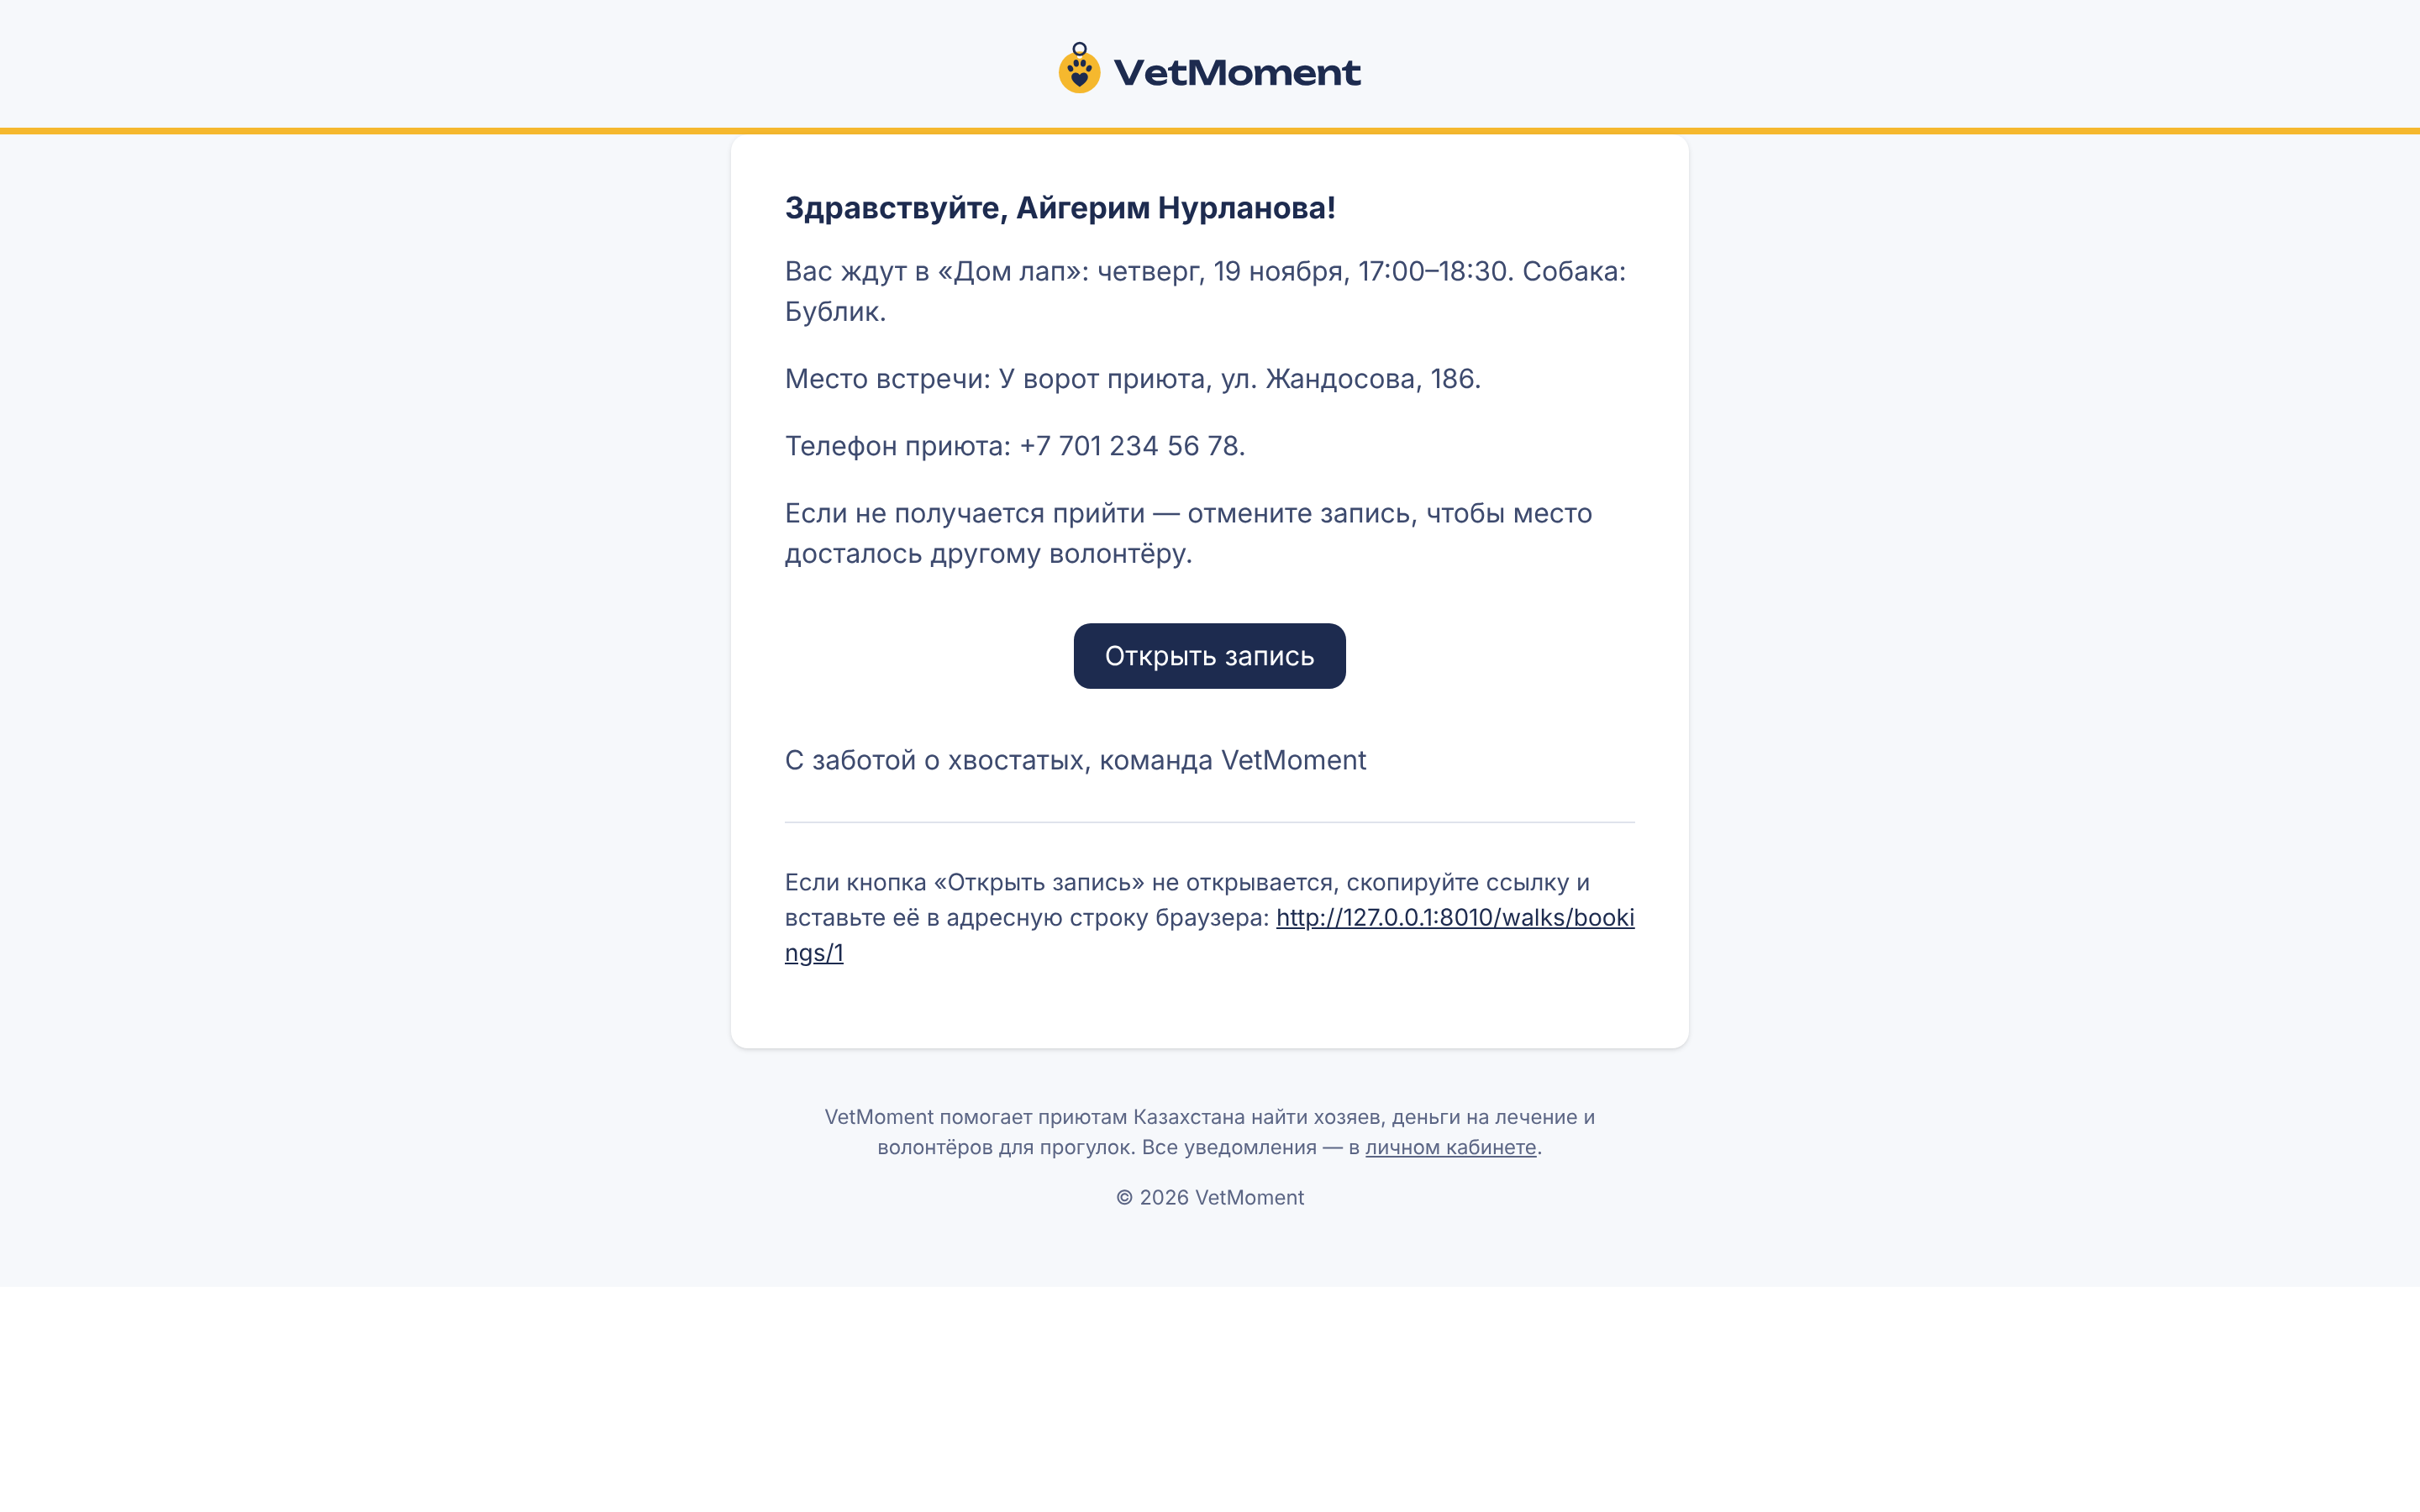 VetMoment
Здравствуйте, Айгерим Нурланова!
Вас ждут в «Дом лап»: четверг, 19 ноября, 17:00–18:30. Собака:
Бублик.
Место встречи: У ворот приюта, ул. Жандосова, 186.
Телефон приюта: +7 701 234 56 78.
Если не получается прийти — отмените запись, чтобы место
досталось другому волонтёру.
Открыть запись
С заботой о хвостатых, команда VetMoment
Если кнопка «Открыть запись» не открывается, скопируйте ссылку и
вставьте её в адресную строку браузера: http://127.0.0.1:8010/walks/booki
ngs/1
VetMoment помогает приютам Казахстана найти хозяев, деньги на лечение и
волонтёров для прогулок. Все уведомления — в личном кабинете.
© 2026 VetMoment